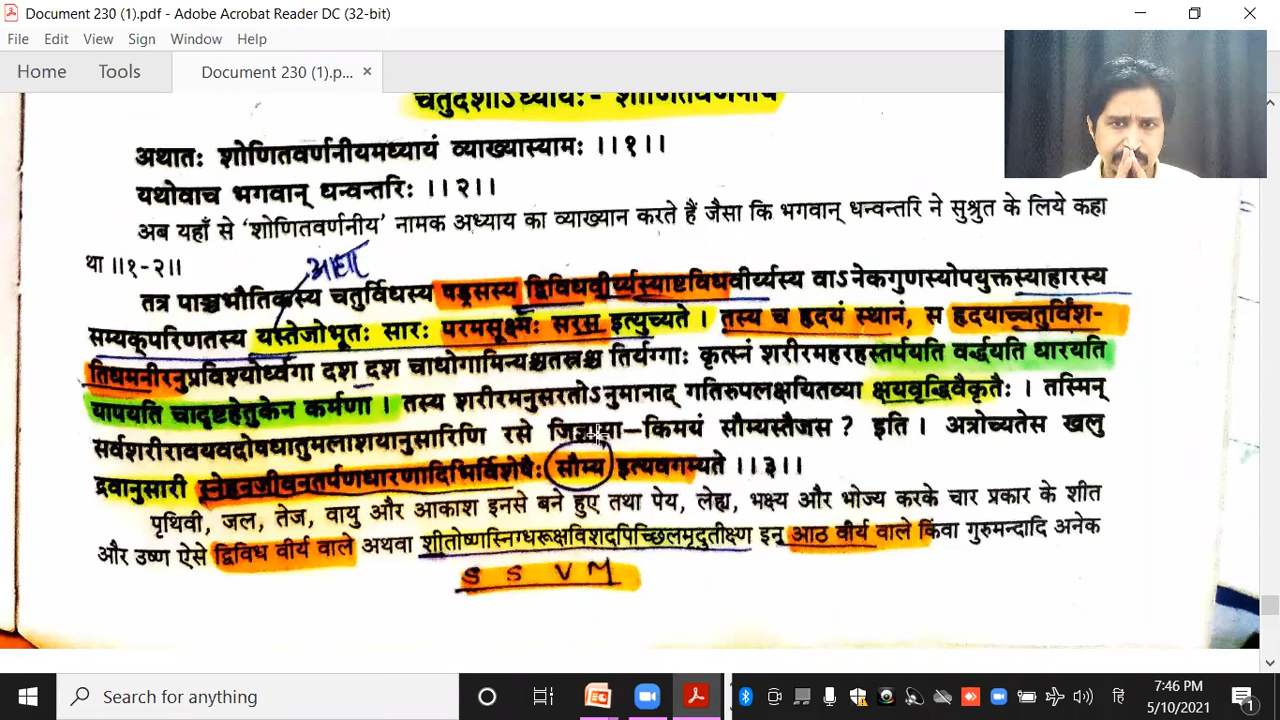 Document 230 (1).pdf - Adobe Acrobat Reader DC (32-bit)
File Edit View Sign Window Help
Home Tools Document 230 (1).p... ×
चतुर्दशोऽध्यायः- शोणितवर्णनीय
अथातः शोणितवर्णनीयमध्यायं व्याख्यास्यामः ।।१।।
यथोवाच भगवान् धन्वन्तरिः ।।२।।
अब यहाँ से 'शोणितवर्णनीय' नामक अध्याय का व्याख्यान करते हैं जैसा कि भगवान् धन्वन्तरि ने सुश्रुत के लिये कहा
था ।।१-२।।
तत्र पाञ्चभौतिकस्य चतुर्विधस्य षड्रसस्य द्विविधवीर्य्यस्याष्टविधवीर्य्यस्य वाऽनेकगुणस्योपयुक्तस्याहारस्य
सम्यक्परिणतस्य यस्तेजोभूतः सारः परमसूक्ष्मः सरस इत्युच्यते । तस्य च हृदयं स्थानं, स हृदयाच्चतुर्विंश-
तिधमनीरनुप्रविश्योर्ध्वगा दश दश चाधोगामिन्यश्चतस्रश्च तिर्यग्गाः कृत्स्नं शरीरमहरहस्तर्पयति वर्द्धयति धारयति
यापयति चादृष्टहेतुकेन कर्मणा । तस्य शरीरमनुसरतोऽनुमानाद् गतिरुपलक्षयितव्या क्षयवृद्धिवैकृतैः । तस्मिन्
सर्वशरीरावयवदोषधातुमलाशयानुसारिणि रसे जिज्ञासा-किमयं सौम्यस्तैजस ? इति । अत्रोच्यतेस खलु
द्रवानुसारी स्नेहनजीवनतर्पणधारणादिभिर्विशेषैः सौम्य इत्यवगम्यते ।।३।।
पृथिवी, जल, तेज, वायु और आकाश इनसे बने हुए तथा पेय, लेह्य, भक्ष्य और भोज्य करके चार प्रकार के शीत
और उष्ण ऐसे द्विविध वीर्य वाले अथवा शीतोष्णस्निग्धरूक्षविशदपिच्छिलमृदुतीक्ष्ण इन आठ वीर्य वाले किंवा गुरुमन्दादि अनेक
S S V M
Search for anything
हि
7:46 PM
5/10/2021
1